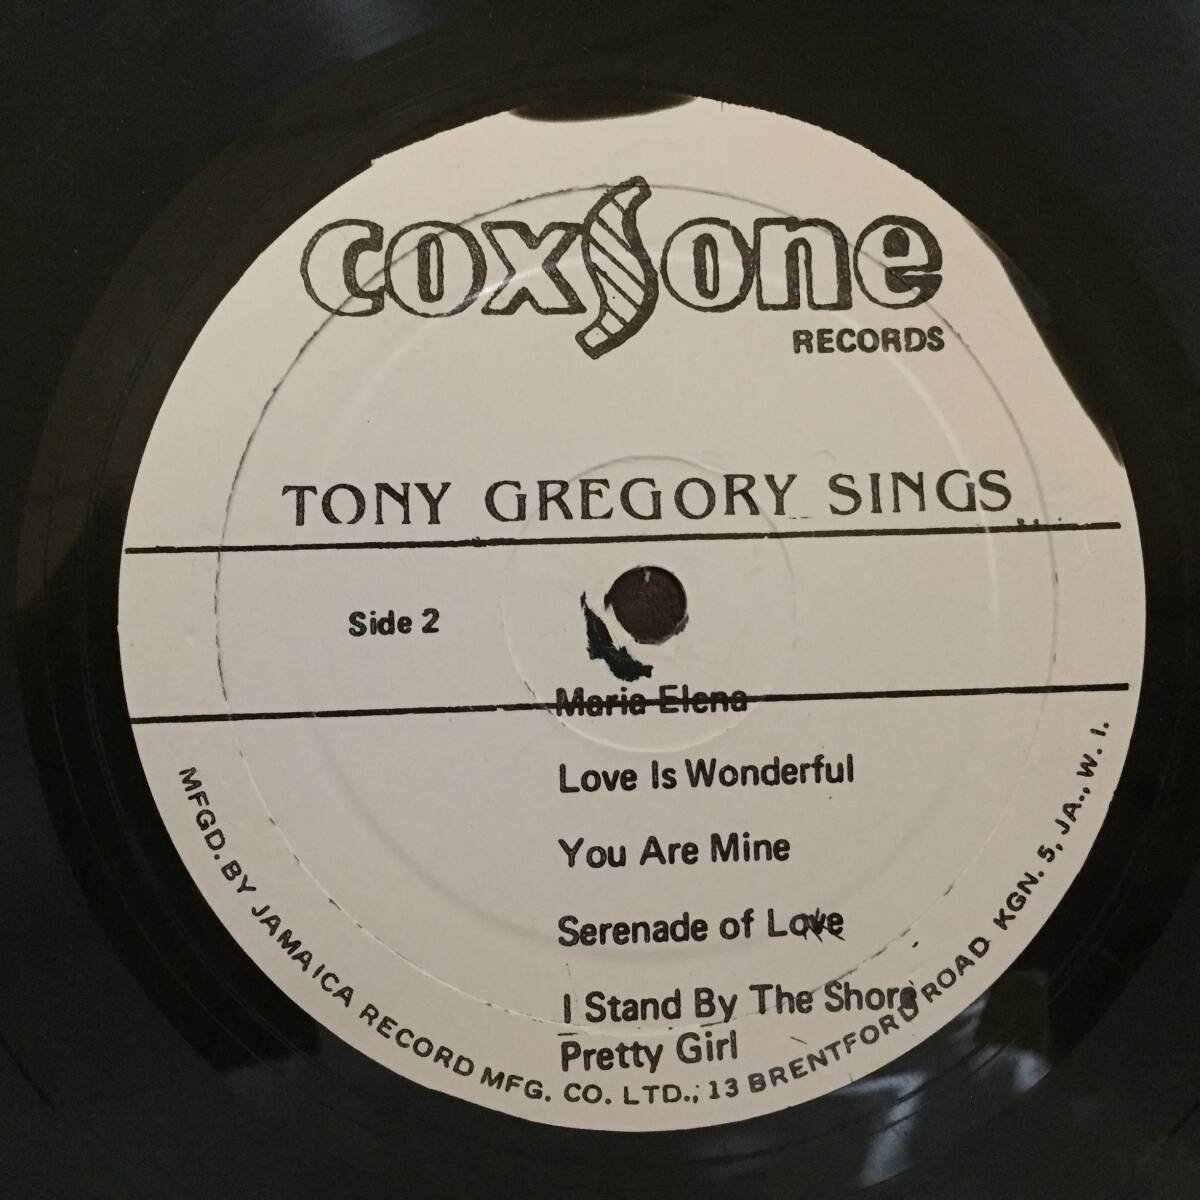 coxsone
RECORDS
TONY GREGORY SINGS
Side 2
Maria Elena
Love Is Wonderful
You Are Mine
Serenade of Love
I Stand By The Shore
Pretty Girl
MFGD. BY JAMAICA RECORD MFG. CO. LTD., 13 BRENTFORD ROAD KGN. 5, JA., W. I.